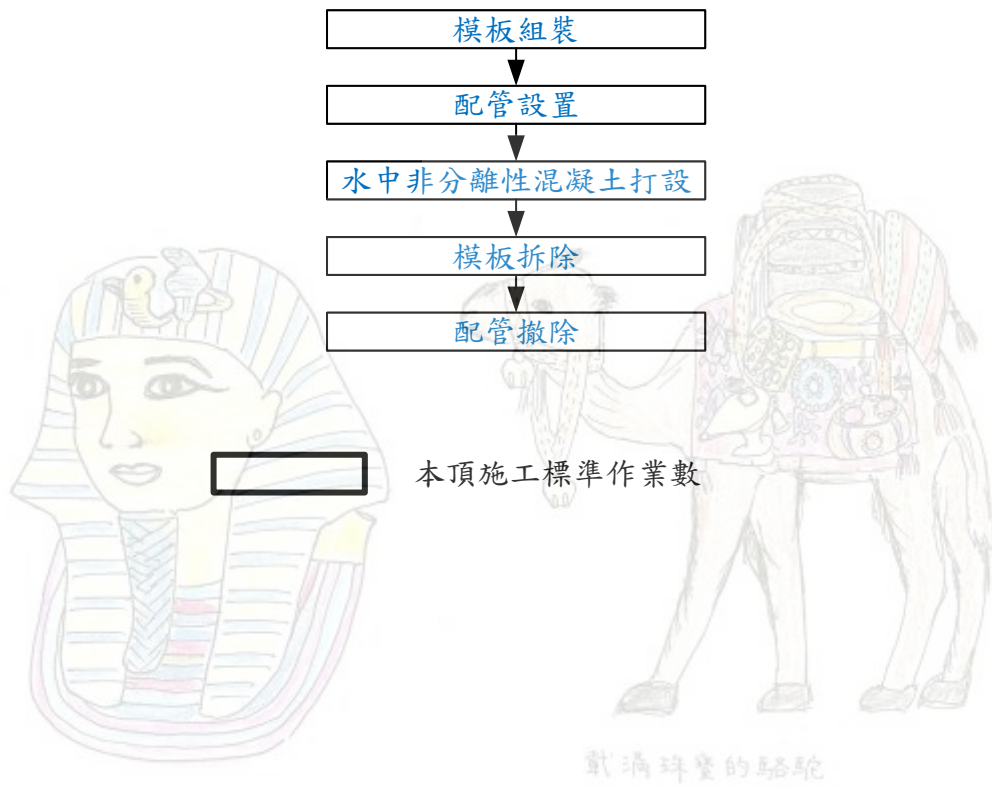 模板組裝
配管設置
水中非分離性混凝土打設
模板拆除
配管撤除
本頂施工標準作業數
載滿珠寶的駱駝